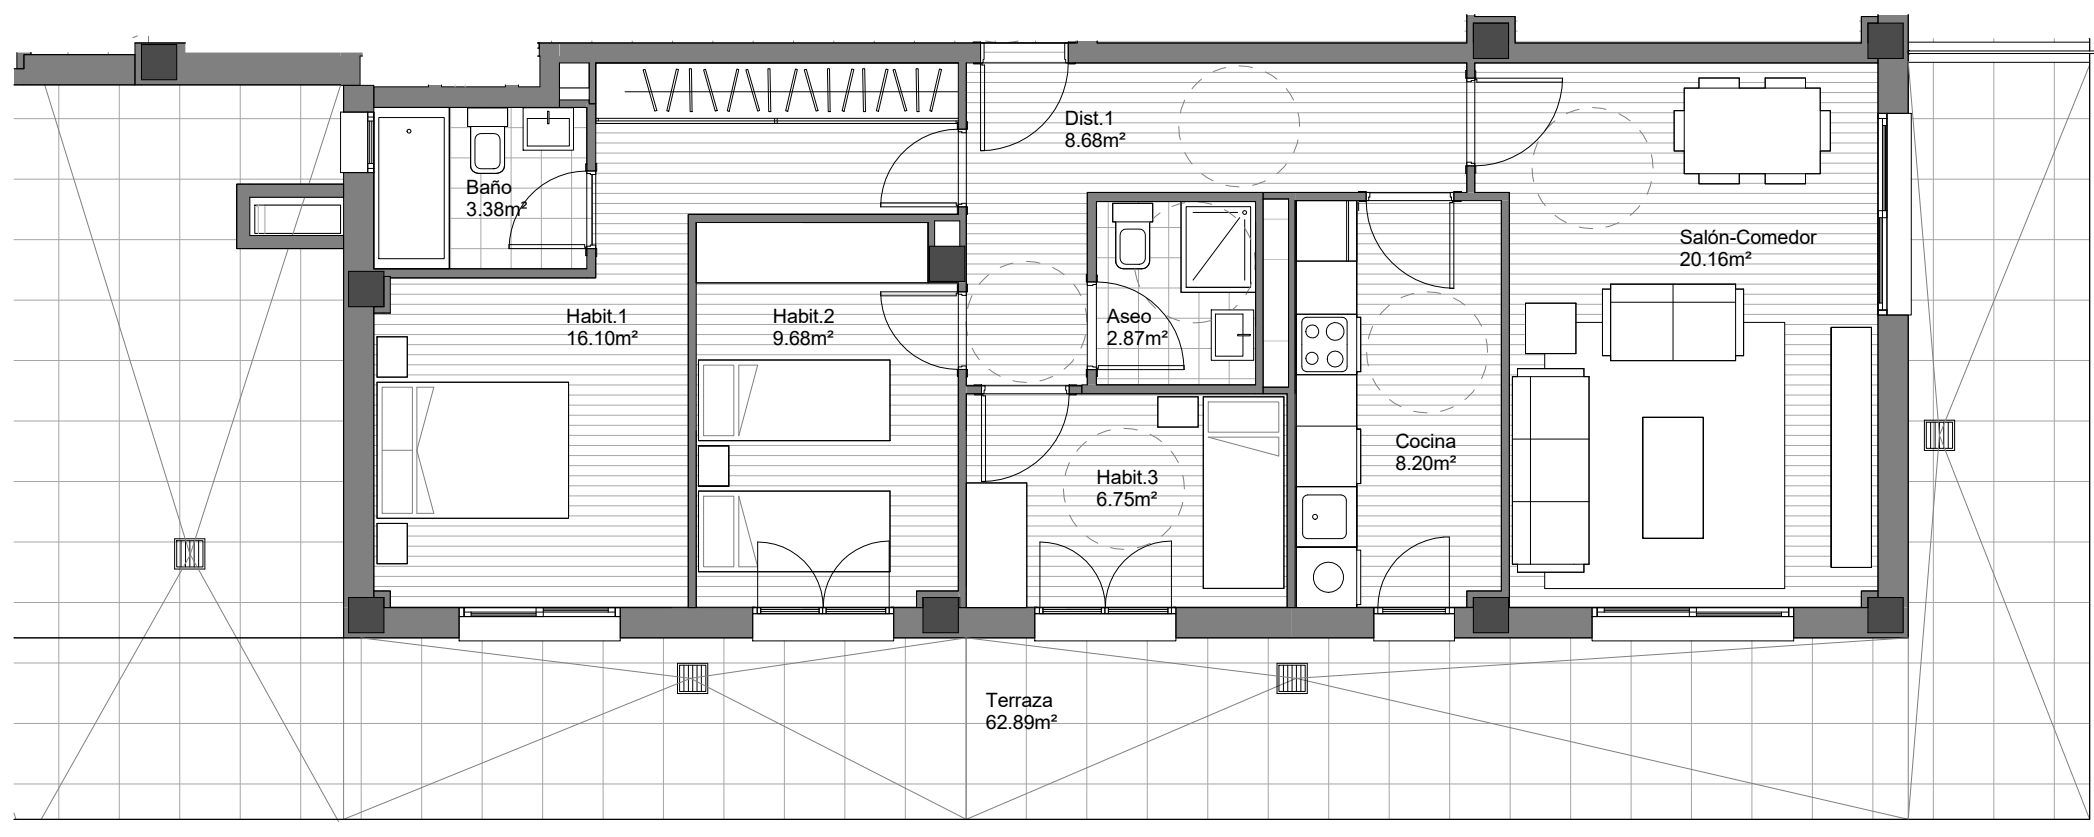 Dist.1
8.68m²
Baño
3.38m²
Salón-Comedor
20.16m²
Habit.1
16.10m²
Habit.2
9.68m²
Aseo
2.87m²
Cocina
8.20m²
Habit.3
6.75m²
Terraza
62.89m²